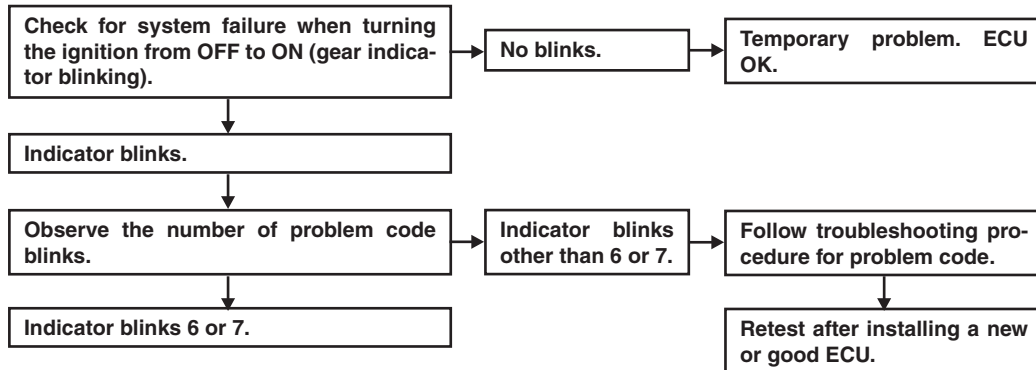 Check for system failure when turning
the ignition from OFF to ON (gear indica-
tor blinking).
No blinks.
Temporary problem. ECU
OK.
Indicator blinks.
Observe the number of problem code
blinks.
Indicator blinks
other than 6 or 7.
Follow troubleshooting pro-
cedure for problem code.
Indicator blinks 6 or 7.
Retest after installing a new
or good ECU.